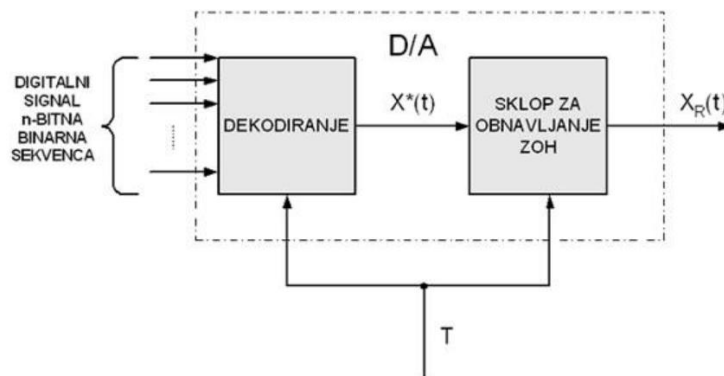 D/A
DIGITALNI
SIGNAL
n-BITNA
BINARNA
SEKVENCA
DEKODIRANJE
X*(t)
SKLOP ZA
OBNAVLJANJE
ZOH
X_R(t)
T